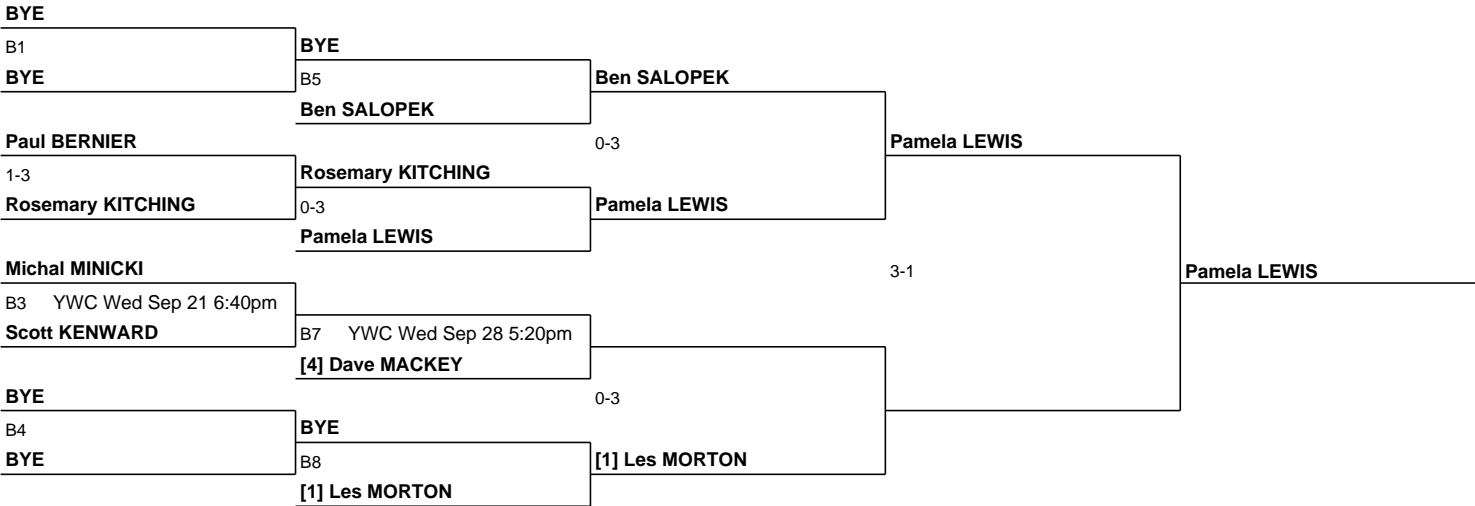 BYE
B1
BYE
BYE
B5
Ben SALOPEK
Ben SALOPEK
Paul BERNIER
0-3
Pamela LEWIS
1-3
Rosemary KITCHING
Rosemary KITCHING
0-3
Pamela LEWIS
Pamela LEWIS
Michal MINICKI
3-1
Pamela LEWIS
B3 YWC Wed Sep 21 6:40pm
Scott KENWARD
B7 YWC Wed Sep 28 5:20pm
[4] Dave MACKEY
BYE
0-3
B4
BYE
BYE
B8
[1] Les MORTON
[1] Les MORTON